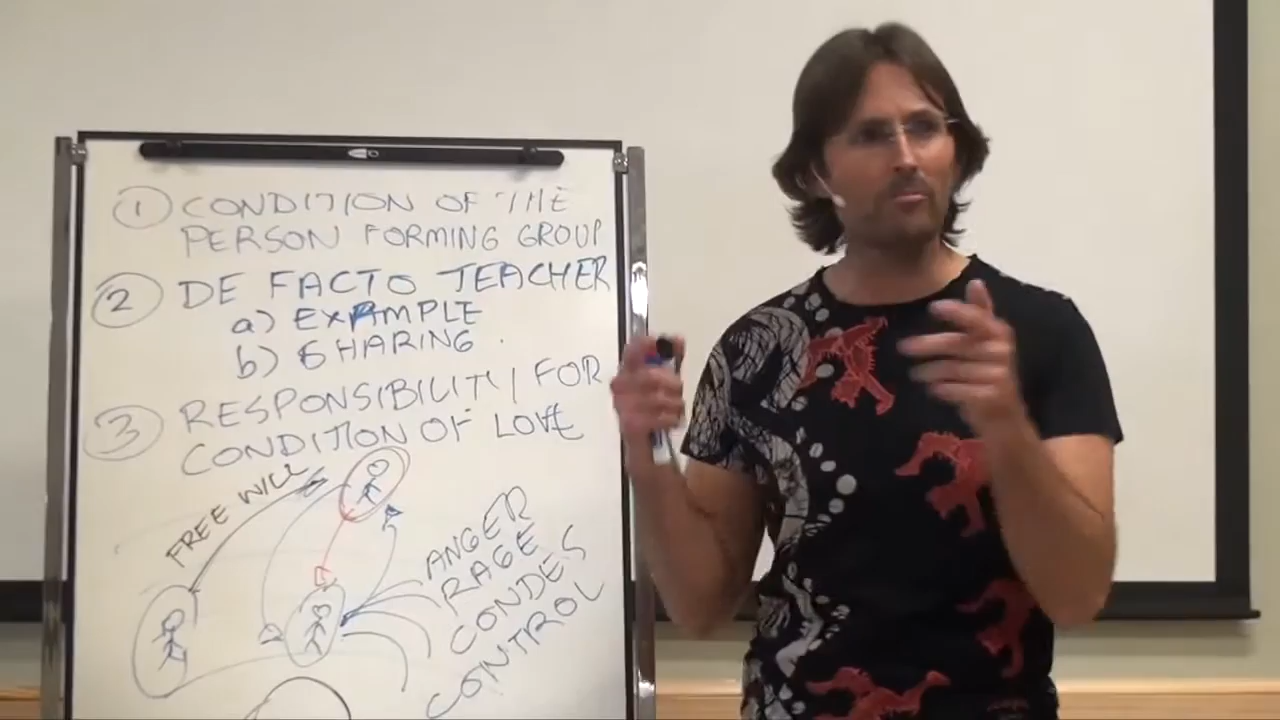 1 CONDITION OF THE
PERSON FORMING GROUP
2 DE FACTO TEACHER
a) EXAMPLE
b) SHARING
3 RESPONSIBILITY FOR
CONDITION OF LOVE
FREE WILL
ANGER
RAGE
CONDES
CONTROL